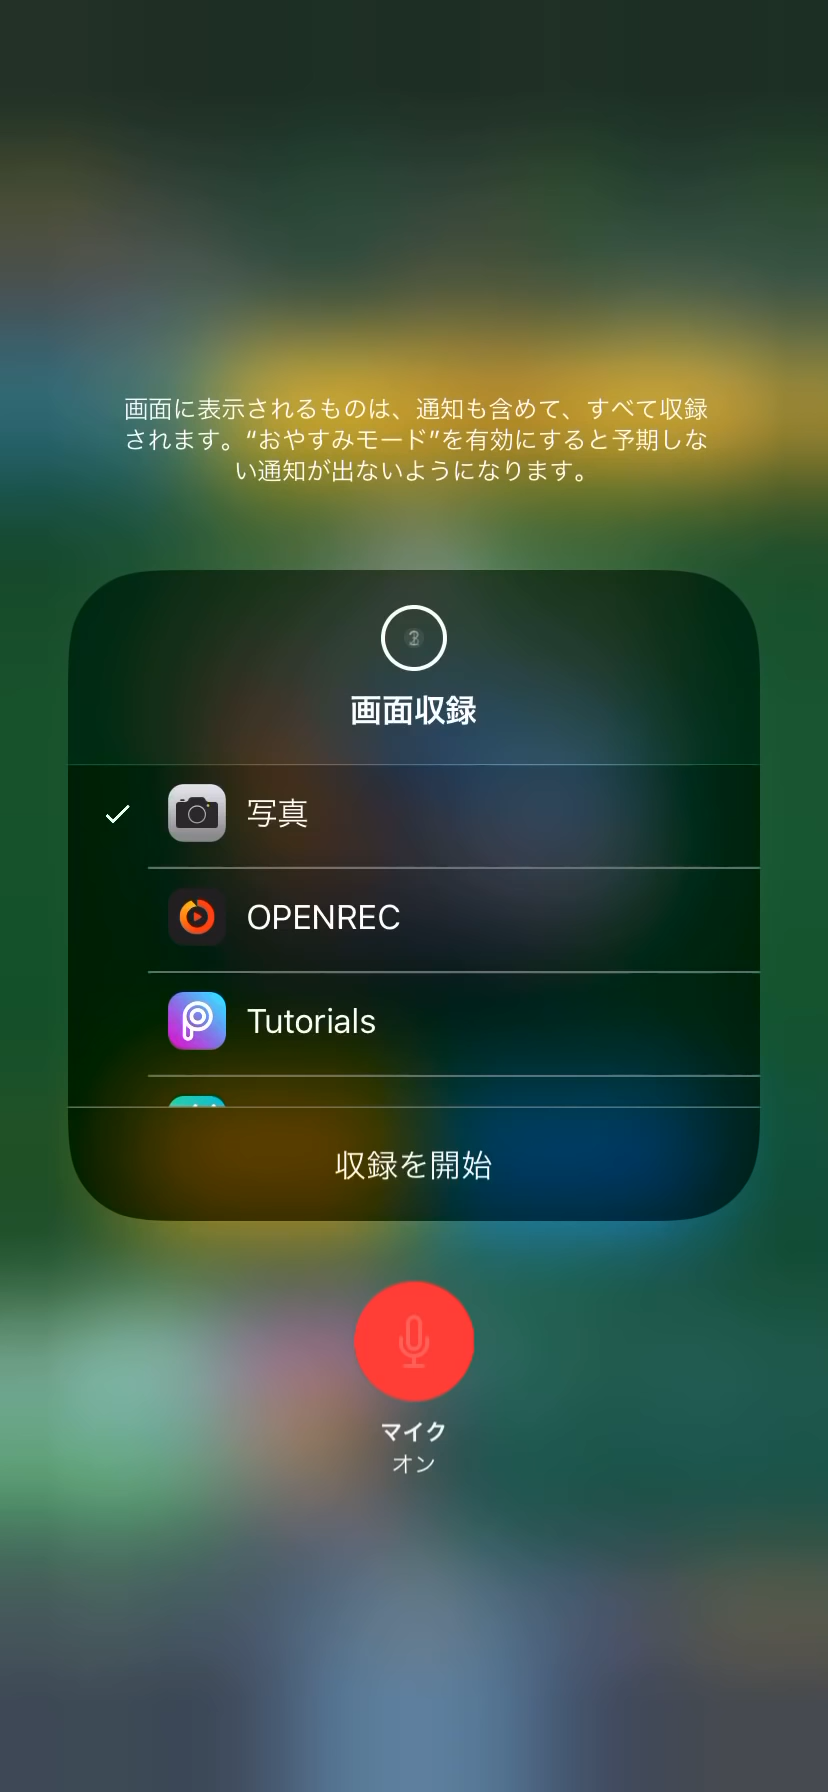 画面に表示されるものは、通知も含めて、すべて収録
されます。“おやすみモード”を有効にすると予期しな
い通知が出ないようになります。
画面収録
写真
OPENREC
Tutorials
収録を開始
マイク
オン